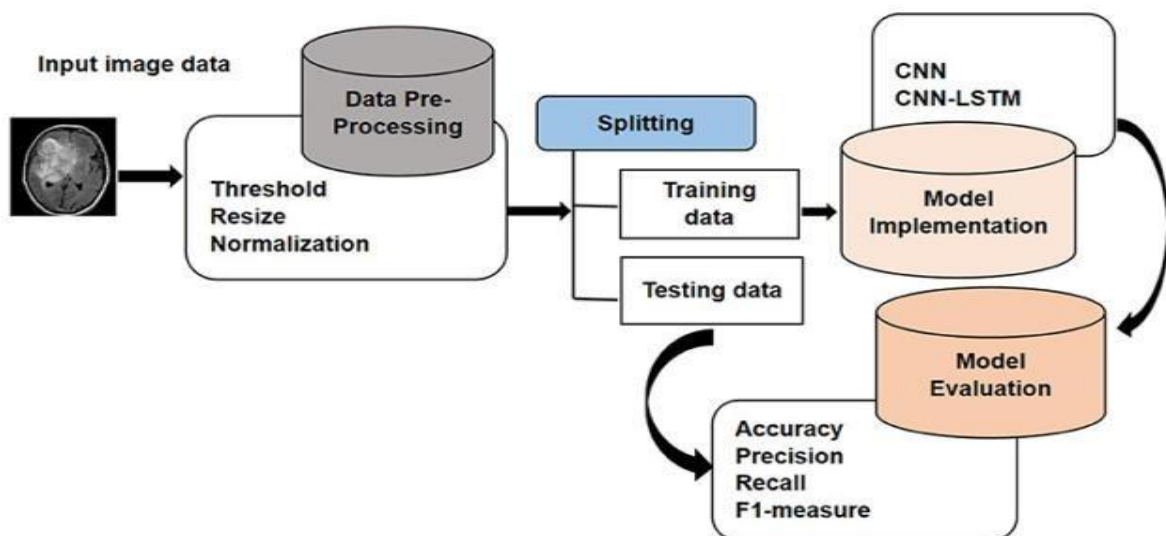 Input image data
Data Pre-
Processing
Threshold
Resize
Normalization
Splitting
Training
data
Testing data
CNN
CNN-LSTM
Model
Implementation
Model
Evaluation
Accuracy
Precision
Recall
F1-measure